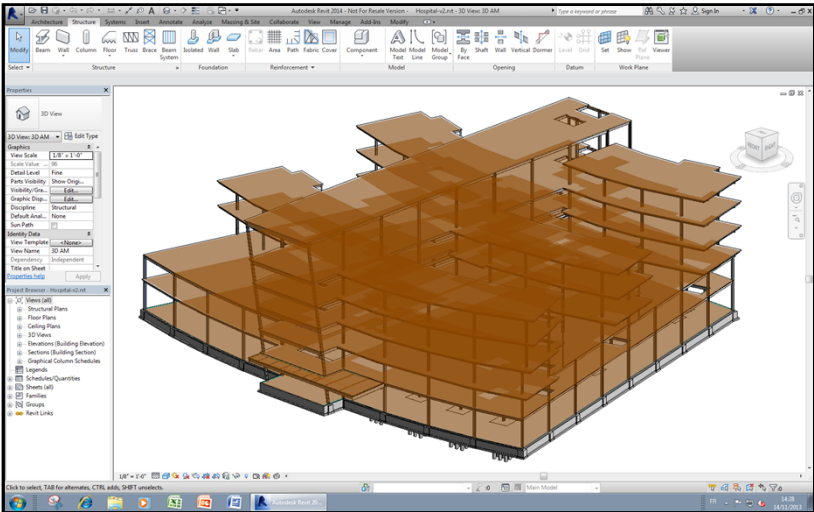 Autodesk Revit 2014 - Not For Resale Version - Hospital-v2.rvt - 3D View: 3D AM
Type a keyword or phrase
Sign In
Architecture Structure Systems Insert Annotate Analyze Massing & Site Collaborate View Manage Add-Ins Modify
Modify Beam Wall Column Floor Truss Brace Beam System Isolated Wall Slab Rebar Area Path Fabric Cover Component Model Text Model Line Model Group By Face Shaft Wall Vertical Dormer Level Grid Set Show Ref Plane Viewer
Select Structure Foundation Reinforcement Model Opening Datum Work Plane
Properties
3D View
3D View: 3D AM Edit Type
Graphics
View Scale 1/8" = 1'-0"
Scale Value ... 96
Detail Level Fine
Parts Visibility Show Origi...
Visibility/Gra... Edit...
Graphic Disp... Edit...
Discipline Structural
Default Anal... None
Sun Path
Identity Data
View Template <None>
View Name 3D AM
Dependency Independent
Title on Sheet
Properties help Apply
Project Browser - Hospital-v2.rvt
Views (all)
Structural Plans
Floor Plans
Ceiling Plans
3D Views
Elevations (Building Elevation)
Sections (Building Section)
Graphical Column Schedules
Legends
Schedules/Quantities
Sheets (all)
Families
Groups
Revit Links
FRONT
1/8" = 1'-0"
Click to select, TAB for alternates, CTRL adds, SHIFT unselects.
:0 Main Model
Autodesk Revit 20...
FR
14:28
14/11/2013